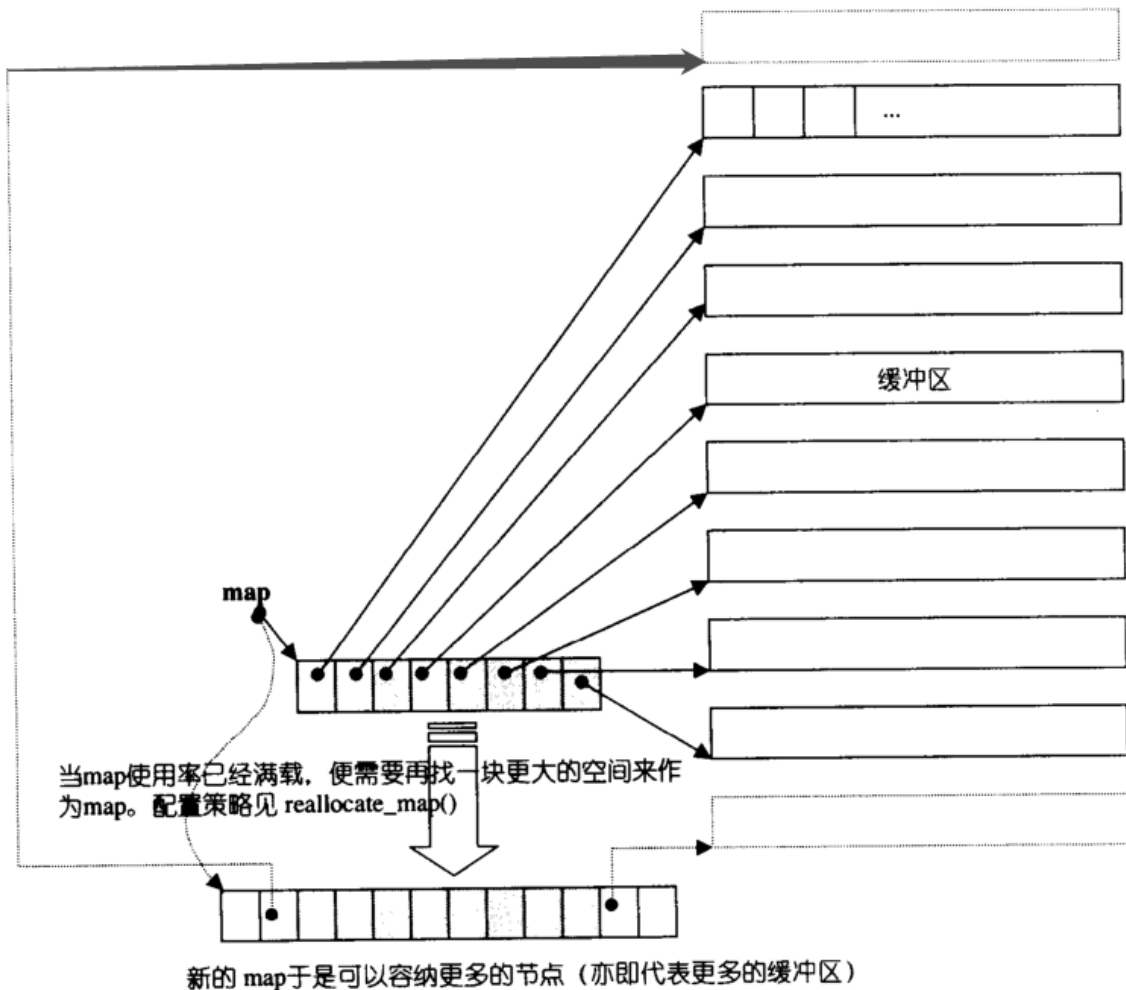 ...
缓冲区
map
当map使用率已经满载，便需要再找一块更大的空间来作
为map。配置策略见 reallocate_map()
新的 map于是可以容纳更多的节点（亦即代表更多的缓冲区）